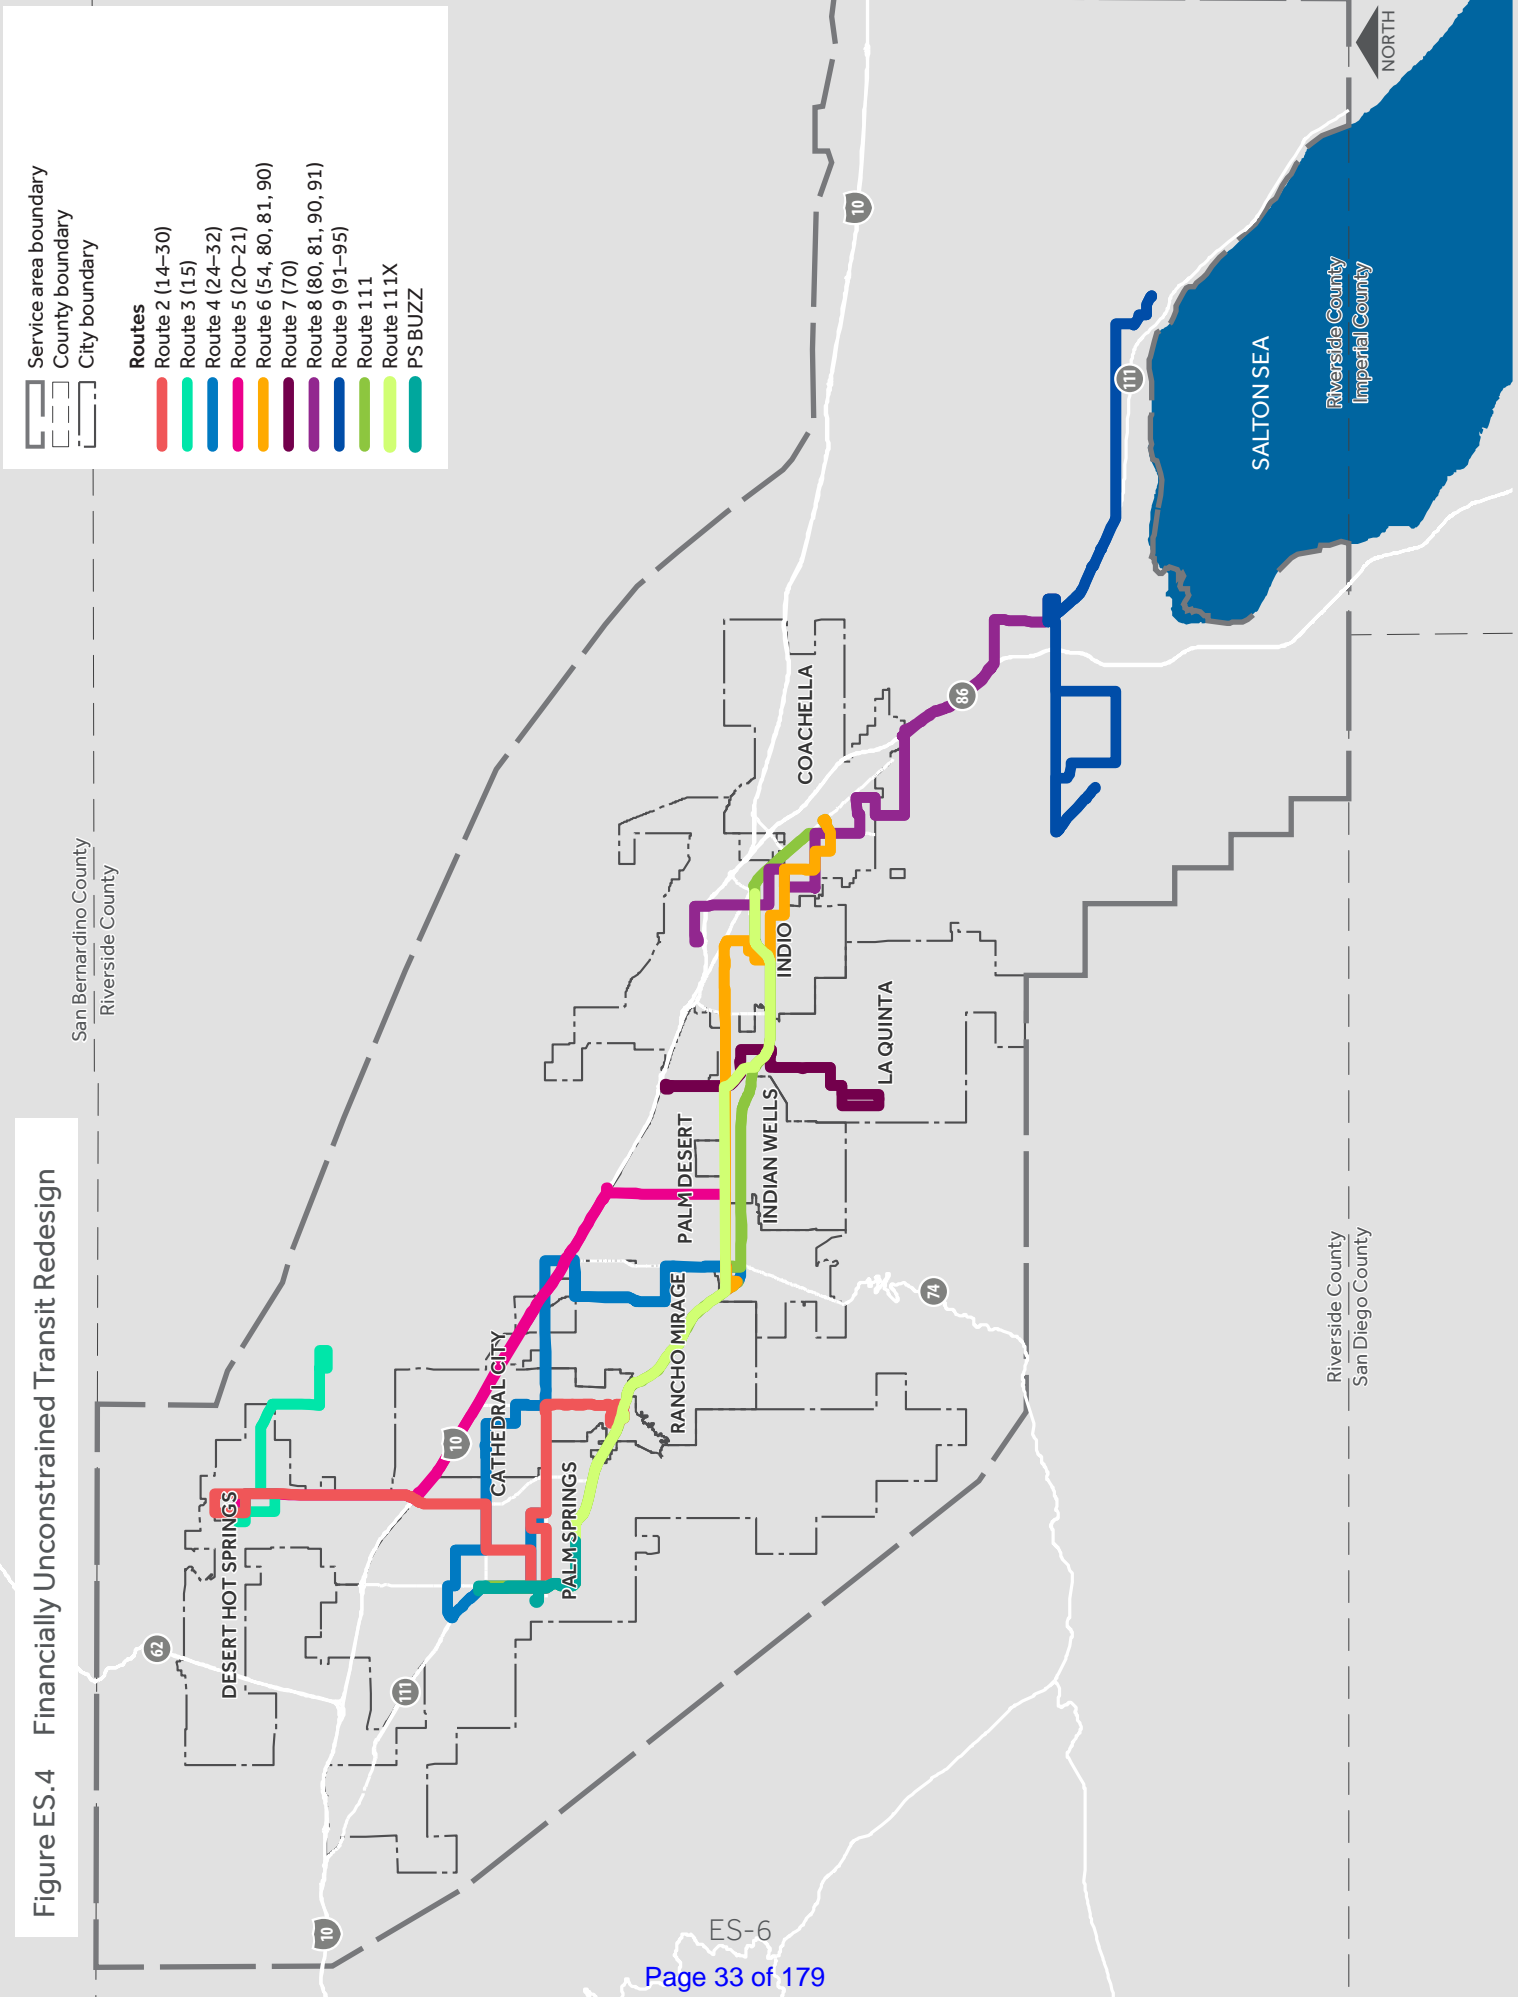 Figure ES.4 Financially Unconstrained Transit Redesign
Service area boundary
County boundary
City boundary
Routes
Route 2 (14–30)
Route 3 (15)
Route 4 (24–32)
Route 5 (20–21)
Route 6 (54, 80, 81, 90)
Route 7 (70)
Route 8 (80, 81, 90, 91)
Route 9 (91–95)
Route 111
Route 111X
PS BUZZ
San Bernardino County
Riverside County
62
10
111
DESERT HOT SPRINGS
10
CATHEDRAL CITY
PALM SPRINGS
RANCHO MIRAGE
PALM DESERT
INDIAN WELLS
LA QUINTA
INDIO
COACHELLA
74
86
10
111
SALTON SEA
Riverside County
San Diego County
Riverside County
Imperial County
NORTH
ES-6
Page 33 of 179